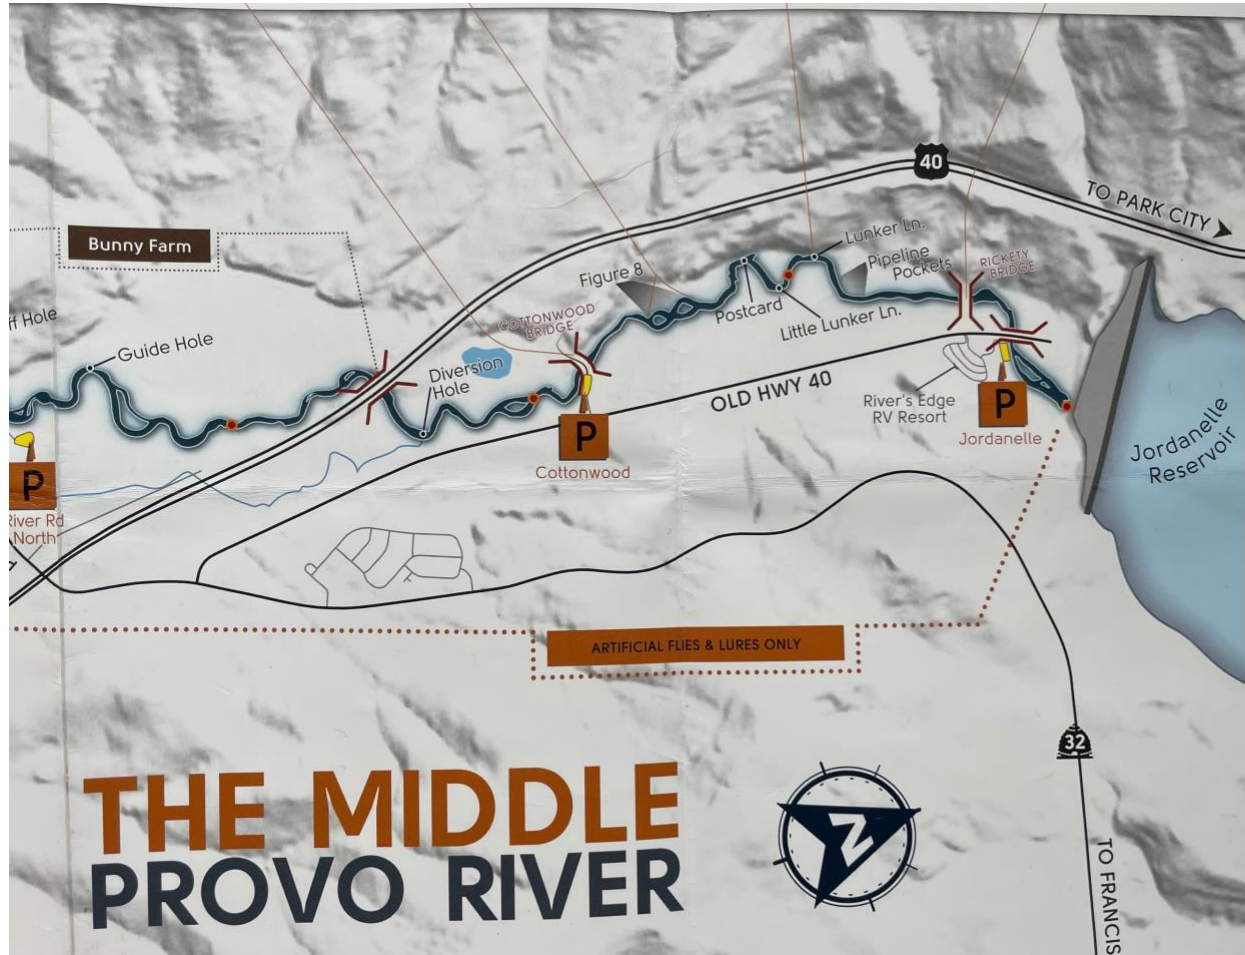 40
TO PARK CITY
Bunny Farm
Lunker Ln.
Pipeline
Pockets
RICKETY
BRIDGE
Figure 8
ff Hole
COTTONWOOD
BRIDGE
Postcard
Little Lunker Ln.
Guide Hole
Diversion
Hole
OLD HWY 40
River's Edge
RV Resort
P
Jordanelle
Jordanelle
Reservoir
P
Cottonwood
P
River Rd
North
ARTIFICIAL FLIES & LURES ONLY
32
THE MIDDLE
PROVO RIVER
N
TO FRANCIS